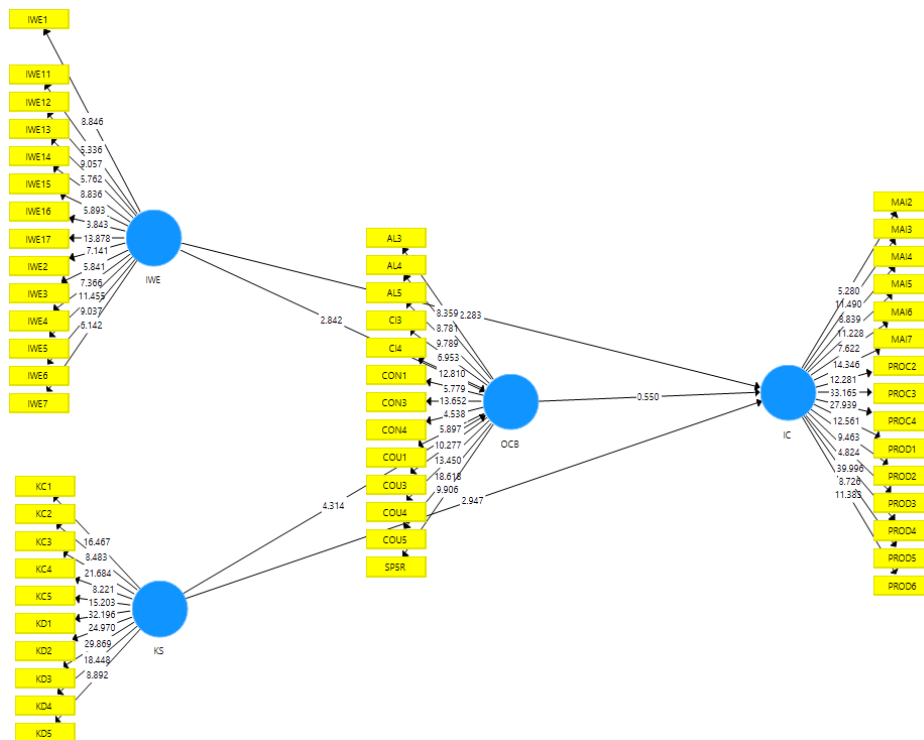 IWE1
IWE11
IWE12
IWE13
IWE14
IWE15
IWE16
IWE17
IWE2
IWE3
IWE4
IWE5
IWE6
IWE7
8.846
5.336
9.057
5.762
8.836
5.893
3.843
13.878
7.141
5.841
7.366
11.455
9.037
6.142
IWE
KC1
KC2
KC3
KC4
KC5
KD1
KD2
KD3
KD4
KD5
16.467
8.483
21.684
8.221
15.203
32.196
24.970
29.869
18.448
8.892
KS
2.842
2.283
4.314
2.947
0.550
AL3
AL4
AL5
CI3
CI4
CON1
CON3
CON4
COU1
COU3
COU4
COU5
SP5R
8.359
8.781
9.789
6.953
12.810
5.779
13.652
4.538
5.897
10.277
13.450
18.618
9.906
OCB
IC
5.280
11.490
8.839
11.228
7.622
14.346
12.281
33.165
27.939
12.561
9.463
4.824
39.996
8.726
11.383
MAI2
MAI3
MAI4
MAI5
MAI6
MAI7
PROC2
PROC3
PROC4
PROD1
PROD2
PROD3
PROD4
PROD5
PROD6